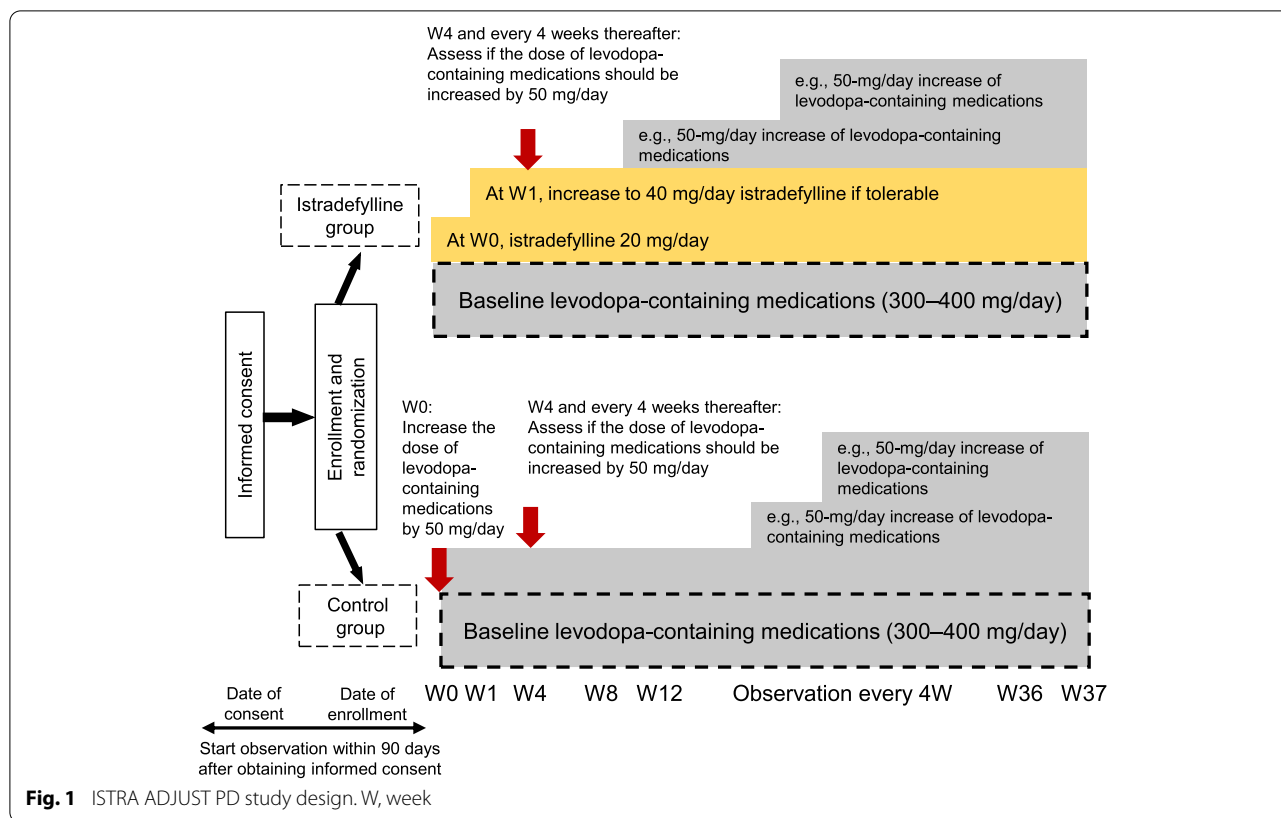 W4 and every 4 weeks thereafter:
Assess if the dose of levodopa-
containing medications should be
increased by 50 mg/day
e.g., 50-mg/day increase of
levodopa-containing medications
e.g., 50-mg/day increase of levodopa-containing
medications
At W1, increase to 40 mg/day istradefylline if tolerable
At W0, istradefylline 20 mg/day
Baseline levodopa-containing medications (300–400 mg/day)
Istradefylline
group
Informed consent
Enrollment and
randomization
Control
group
W0:
Increase the
dose of
levodopa-
containing
medications
by 50 mg/day
W4 and every 4 weeks thereafter:
Assess if the dose of levodopa-
containing medications should be
increased by 50 mg/day
e.g., 50-mg/day increase of
levodopa-containing
medications
e.g., 50-mg/day increase of levodopa-
containing medications
Baseline levodopa-containing medications (300–400 mg/day)
W0 W1 W4 W8 W12 Observation every 4W W36 W37
Date of
consent
Date of
enrollment
Start observation within 90 days
after obtaining informed consent
Fig. 1 ISTRA ADJUST PD study design. W, week